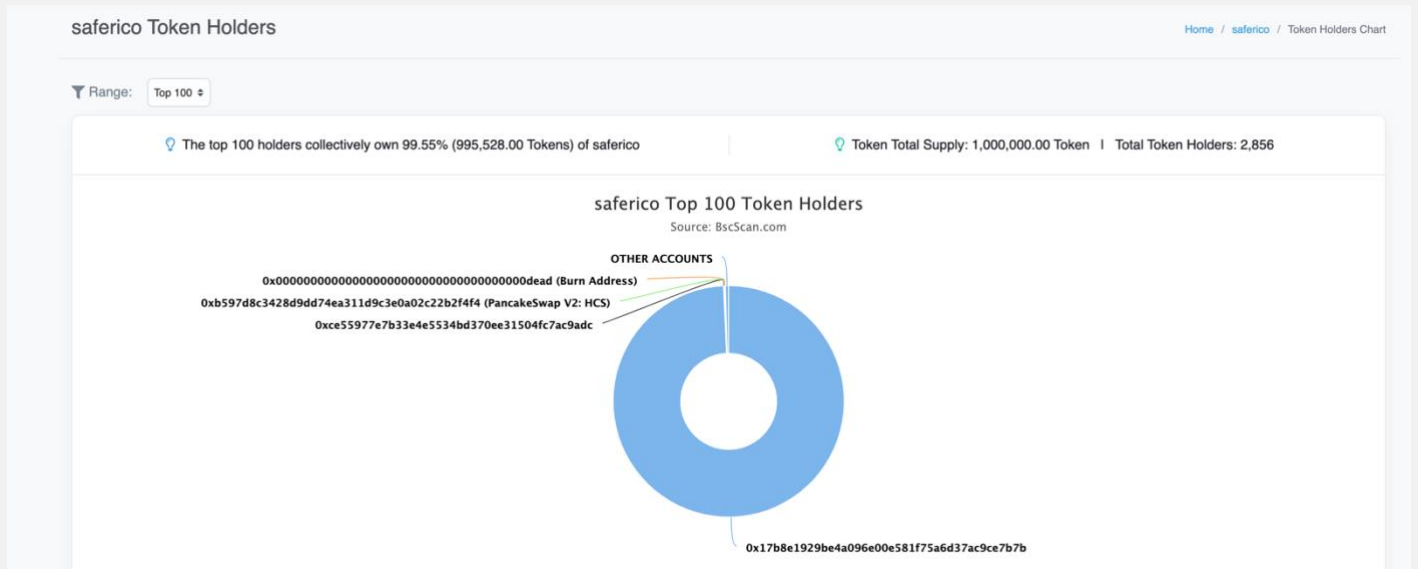 saferico Token Holders
Home / saferico / Token Holders Chart
Range: Top 100
The top 100 holders collectively own 99.55% (995,528.00 Tokens) of saferico
Token Total Supply: 1,000,000.00 Token | Total Token Holders: 2,856
saferico Top 100 Token Holders
Source: BscScan.com
OTHER ACCOUNTS
0x000000000000000000000000000000000000dead (Burn Address)
0xb597d8c3428d9dd74ea311d9c3e0a02c22b2f4f4 (PancakeSwap V2: HCS)
0xce55977e7b33e4e5534bd370ee31504fc7ac9adc
0x17b8e1929be4a096e00e581f75a6d37ac9ce7b7b